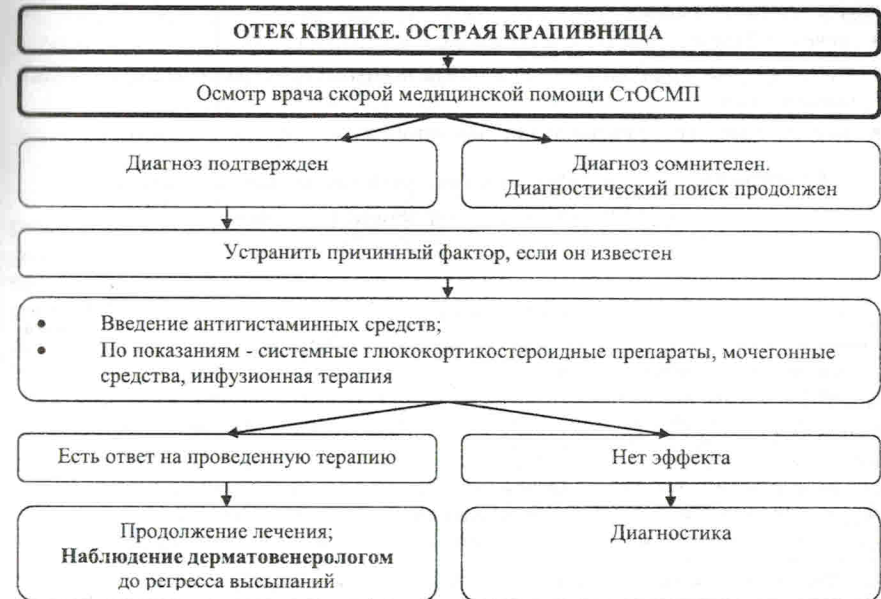 ОТЕК КВИНКЕ. ОСТРАЯ КРАПИВНИЦА
Осмотр врача скорой медицинской помощи СтОСМП
Диагноз подтвержден
Диагноз сомнителен.
Диагностический поиск продолжен
Устранить причинный фактор, если он известен
• Введение антигистаминных средств;
• По показаниям - системные глюкокортикостероидные препараты, мочегонные
средства, инфузионная терапия
Есть ответ на проведенную терапию
Нет эффекта
Продолжение лечения;
Наблюдение дерматовенерологом
до регресса высыпаний
Диагностика